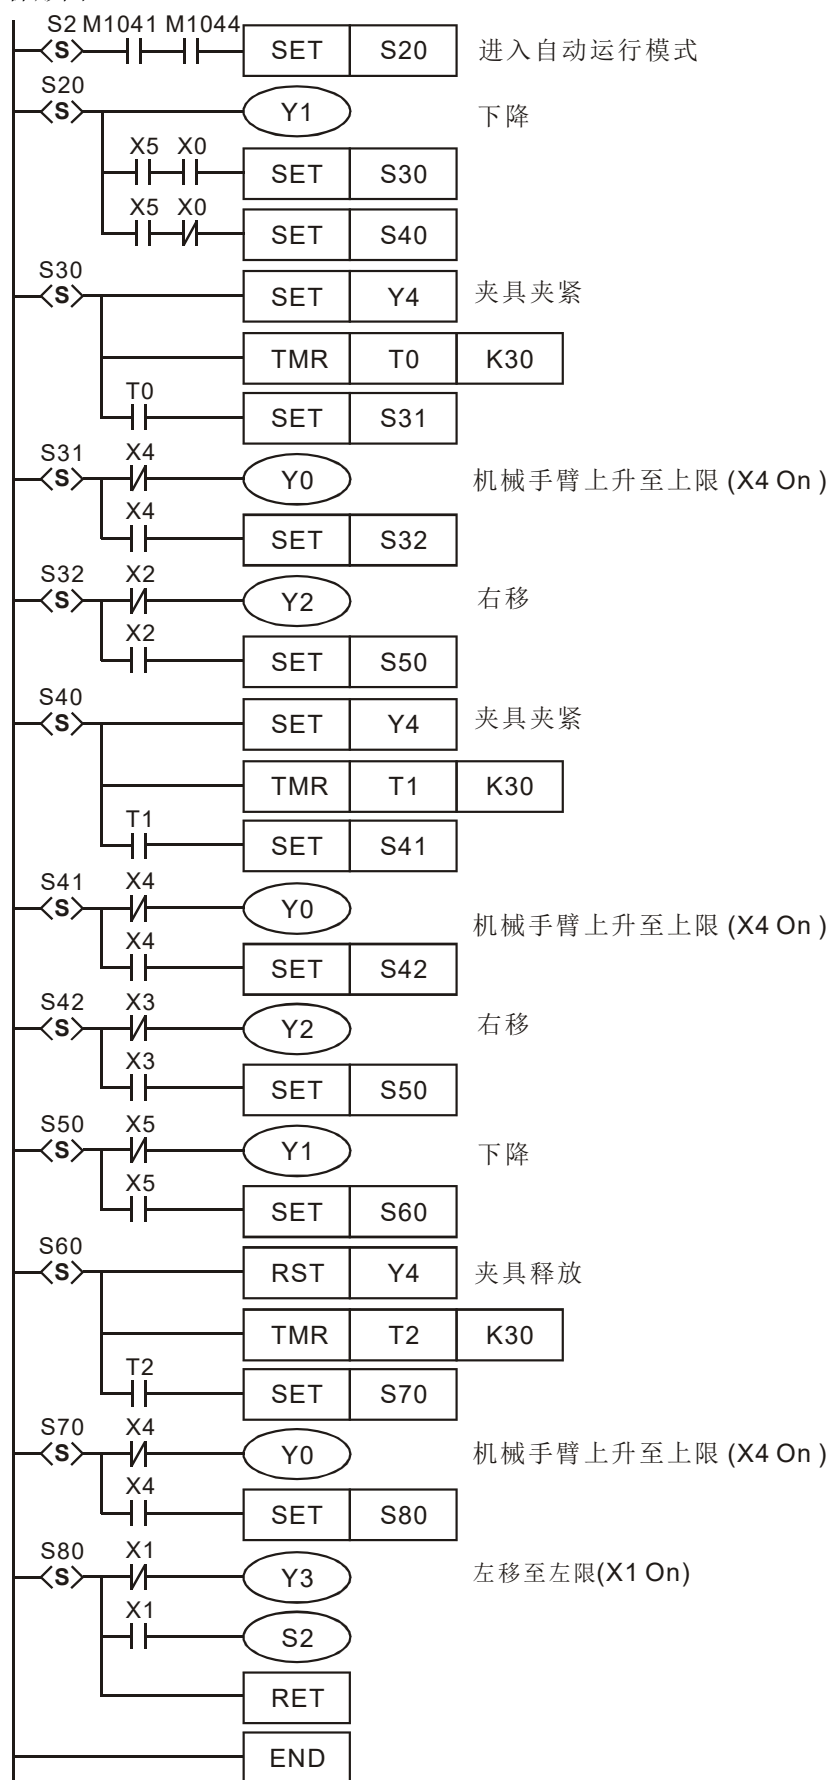 S2 M1041 M1044
S SET S20 进入自动运行模式
S20
S Y1 下降
X5 X0
SET S30
X5 X0
SET S40
S30
S SET Y4 夹具夹紧
TMR T0 K30
T0
SET S31
S31 X4
S Y0 机械手臂上升至上限 (X4 On )
X4
SET S32
S32 X2
S Y2 右移
X2
SET S50
S40
S SET Y4 夹具夹紧
TMR T1 K30
T1
SET S41
S41 X4
S Y0 机械手臂上升至上限 (X4 On )
X4
SET S42
S42 X3
S Y2 右移
X3
SET S50
S50 X5
S Y1 下降
X5
SET S60
S60
S RST Y4 夹具释放
TMR T2 K30
T2
SET S70
S70 X4
S Y0 机械手臂上升至上限 (X4 On )
X4
SET S80
S80 X1
S Y3 左移至左限(X1 On)
X1
S2
RET
END